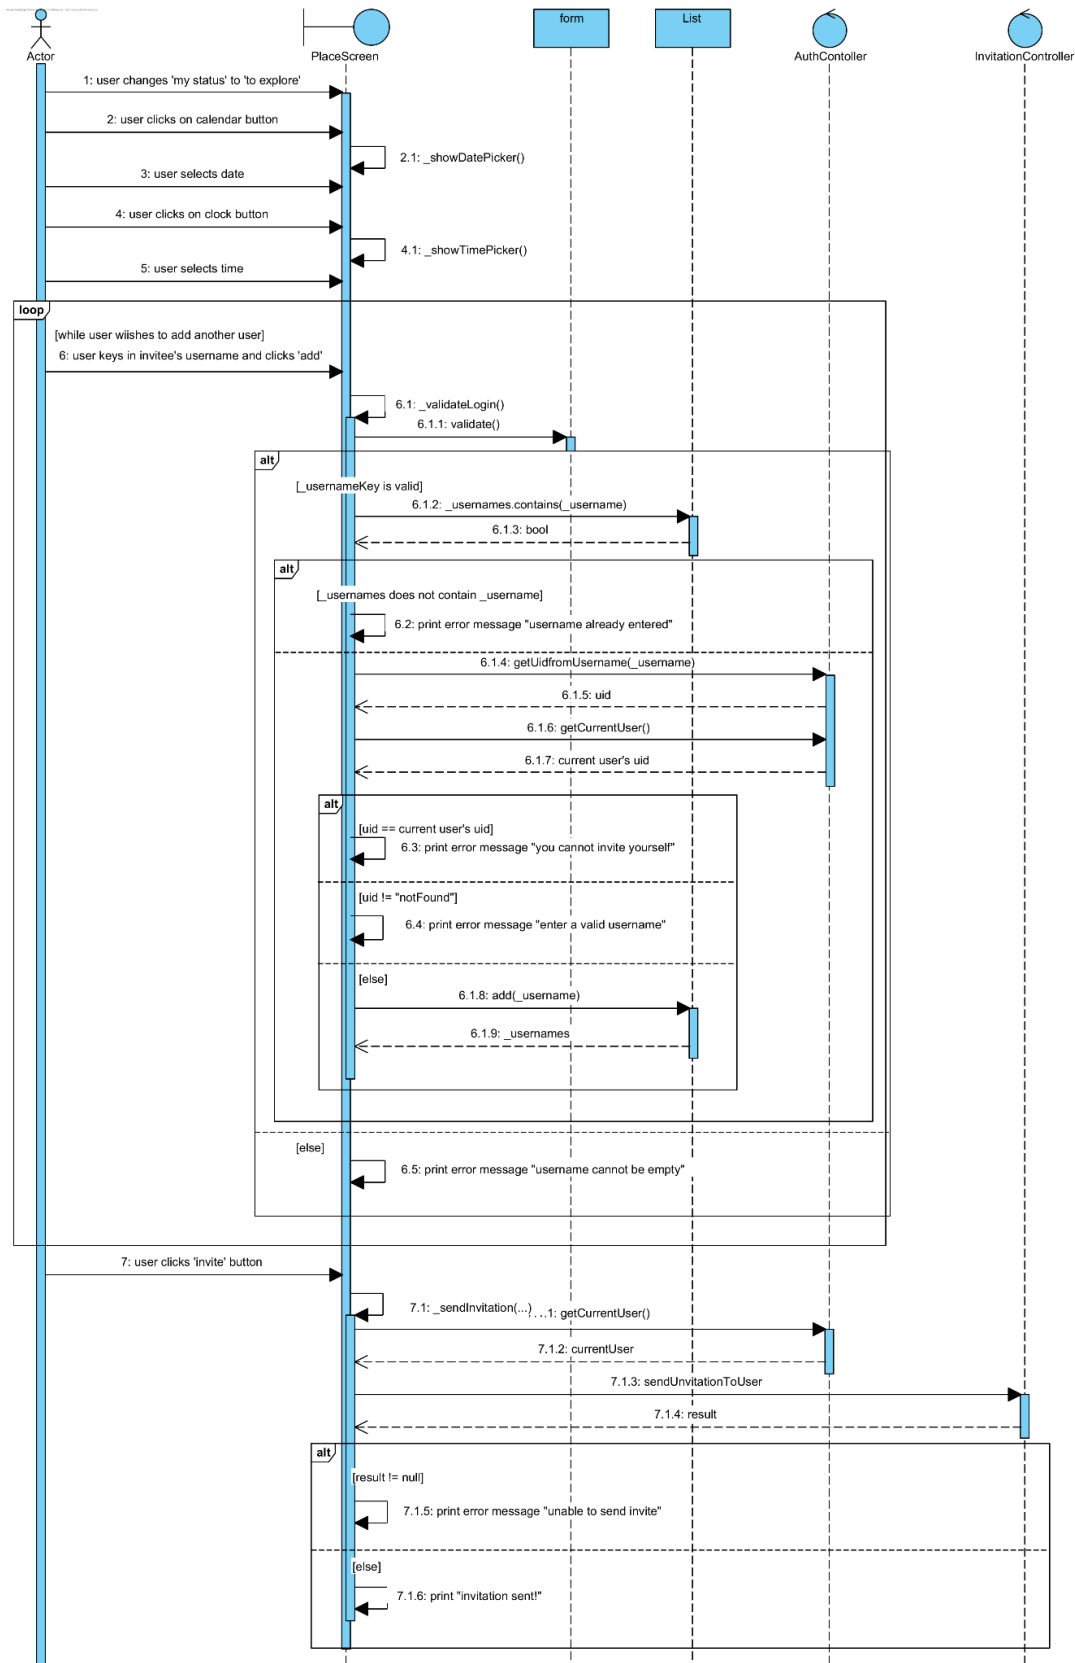 form
List
Actor
PlaceScreen
AuthContoller
InvitationController
1: user changes 'my status' to 'to explore'
2: user clicks on calendar button
2.1: _showDatePicker()
3: user selects date
4: user clicks on clock button
4.1: _showTimePicker()
5: user selects time
loop
[while user wiishes to add another user]
6: user keys in invitee's username and clicks 'add'
6.1: _validateLogin()
6.1.1: validate()
alt
[_usernameKey is valid]
6.1.2: _usernames.contains(_username)
6.1.3: bool
alt
[_usernames does not contain _username]
6.2: print error message "username already entered"
6.1.4: getUidfromUsername(_username)
6.1.5: uid
6.1.6: getCurrentUser()
6.1.7: current user's uid
alt
[uid == current user's uid]
6.3: print error message "you cannot invite yourself"
[uid != "notFound"]
6.4: print error message "enter a valid username"
[else]
6.1.8: add(_username)
6.1.9: _usernames
[else]
6.5: print error message "username cannot be empty"
7: user clicks 'invite' button
7.1: _sendInvitation(...)
1: getCurrentUser()
7.1.2: currentUser
7.1.3: sendUnvitationToUser
7.1.4: result
alt
[result != null]
7.1.5: print error message "unable to send invite"
[else]
7.1.6: print "invitation sent!"